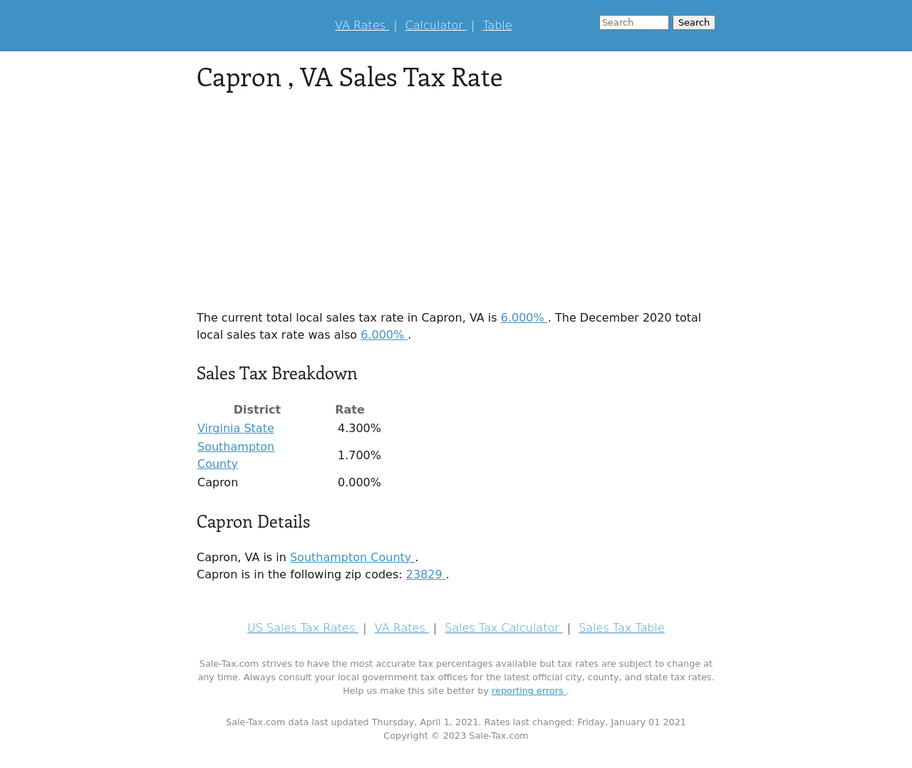 VA Rates | Calculator | Table
Search Search
Capron , VA Sales Tax Rate
The current total local sales tax rate in Capron, VA is 6.000% . The December 2020 total
local sales tax rate was also 6.000% .
Sales Tax Breakdown
District Rate
Virginia State 4.300%
Southampton
County 1.700%
Capron 0.000%
Capron Details
Capron, VA is in Southampton County .
Capron is in the following zip codes: 23829 .
US Sales Tax Rates | VA Rates | Sales Tax Calculator | Sales Tax Table
Sale-Tax.com strives to have the most accurate tax percentages available but tax rates are subject to change at
any time. Always consult your local government tax offices for the latest official city, county, and state tax rates.
Help us make this site better by reporting errors .
Sale-Tax.com data last updated Thursday, April 1, 2021. Rates last changed: Friday, January 01 2021
Copyright © 2023 Sale-Tax.com